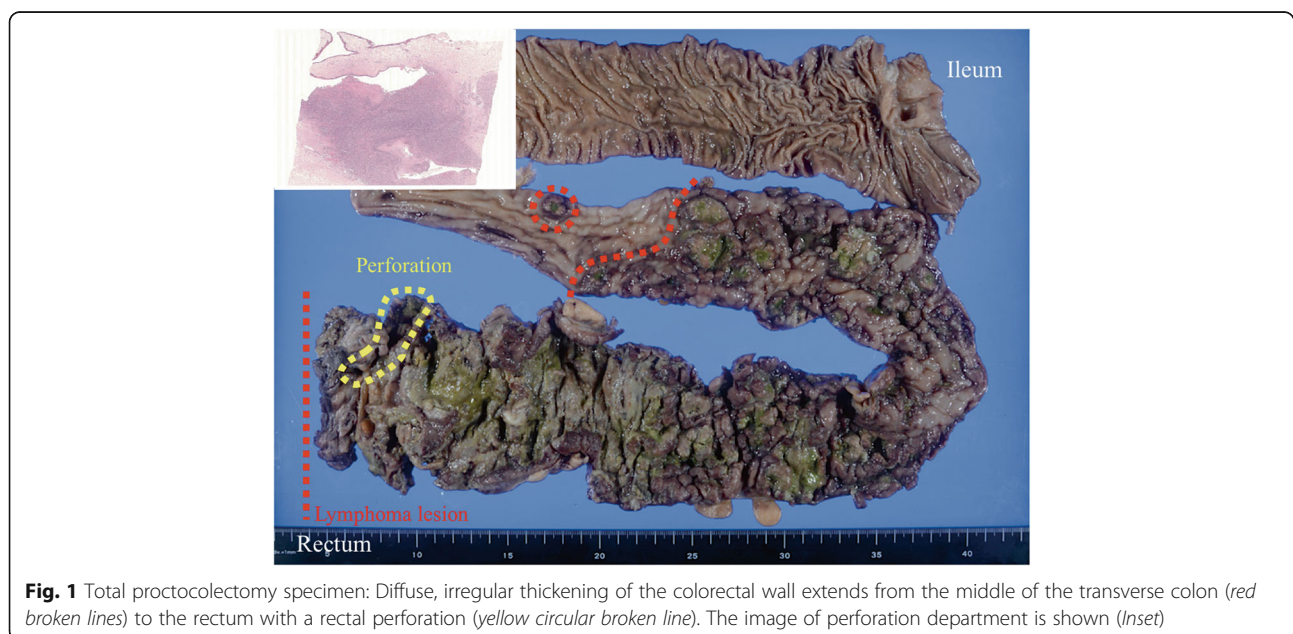 Ileum
Perforation
Lymphoma lesion
Rectum
5 10 15 20 25 30 35 40
Fig. 1 Total proctocolectomy specimen: Diffuse, irregular thickening of the colorectal wall extends from the middle of the transverse colon (red
broken lines) to the rectum with a rectal perforation (yellow circular broken line). The image of perforation department is shown (Inset)